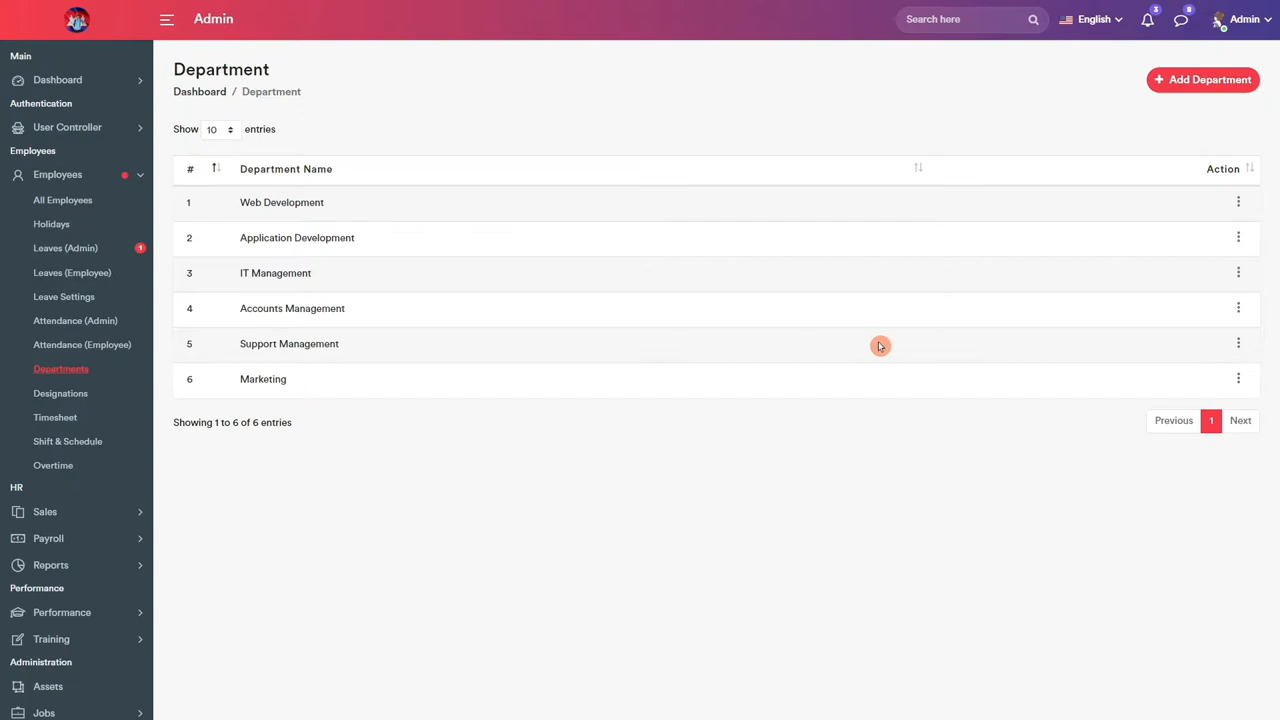 Admin
Search here
English
3
8
Admin
Main
Dashboard
Authentication
User Controller
Employees
Employees
All Employees
Holidays
Leaves (Admin)
1
Leaves (Employee)
Leave Settings
Attendance (Admin)
Attendance (Employee)
Departments
Designations
Timesheet
Shift & Schedule
Overtime
HR
Sales
Payroll
Reports
Performance
Performance
Training
Administration
Assets
Jobs
Department
Dashboard / Department
+ Add Department
Show 10 entries
# Department Name Action
1 Web Development
2 Application Development
3 IT Management
4 Accounts Management
5 Support Management
6 Marketing
Showing 1 to 6 of 6 entries
Previous 1 Next